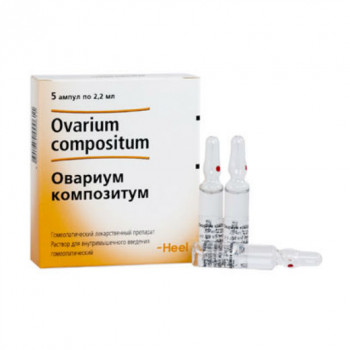 5 ампул по 2,2 мл
Ovarium
compositum
Овариум
композитум
Гомеопатический лекарственный препарат
Раствор для внутримышечного введения
гомеопатический
-Heel